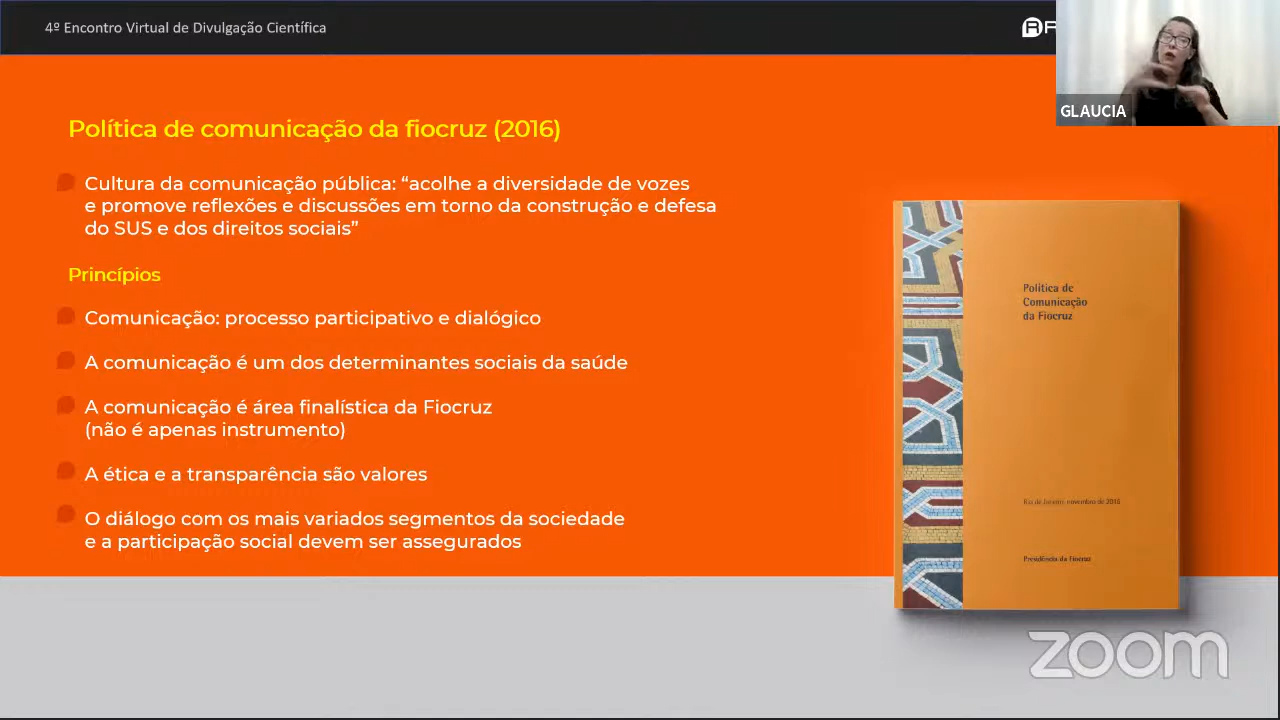 4º Encontro Virtual de Divulgação Científica
GLAUCIA
Política de comunicação da fiocruz (2016)
Cultura da comunicação pública: “acolhe a diversidade de vozes
e promove reflexões e discussões em torno da construção e defesa
do SUS e dos direitos sociais”
Princípios
Comunicação: processo participativo e dialógico
A comunicação é um dos determinantes sociais da saúde
A comunicação é área finalística da Fiocruz
(não é apenas instrumento)
A ética e a transparência são valores
O diálogo com os mais variados segmentos da sociedade
e a participação social devem ser assegurados
Política de
Comunicação
da Fiocruz
Rio de Janeiro, novembro de 2016
Presidência da Fiocruz
zoom